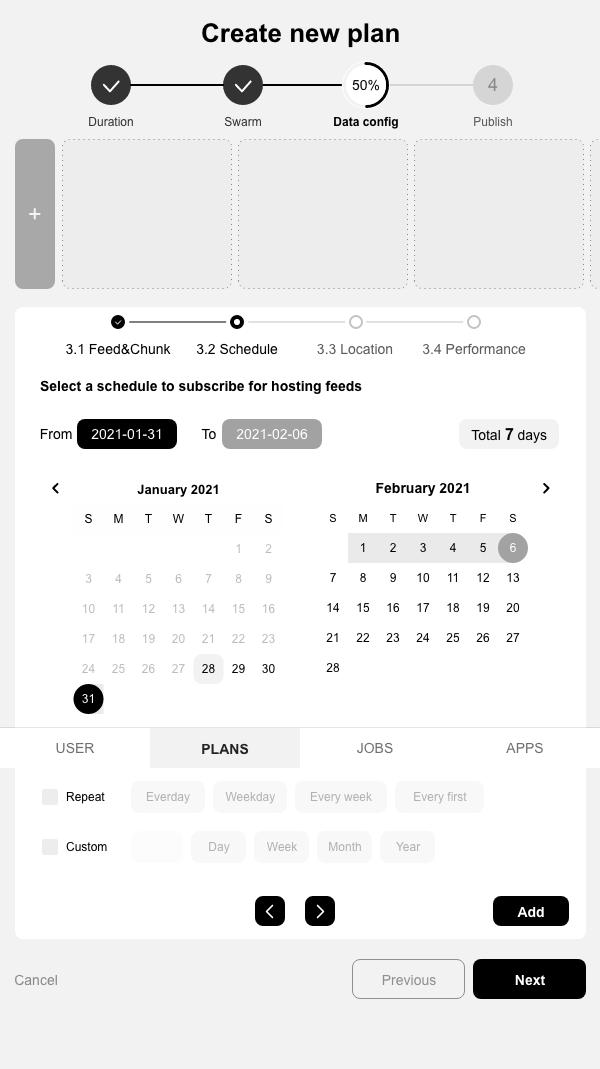 Create new plan
50%
4
Duration
Swarm
Data config
Publish
+
3.1 Feed&Chunk
3.2 Schedule
3.3 Location
3.4 Performance
Select a schedule to subscribe for hosting feeds
From 2021-01-31 To 2021-02-06 Total 7 days
January 2021
S M T W T F S
1 2
3 4 5 6 7 8 9
10 11 12 13 14 15 16
17 18 19 20 21 22 23
24 25 26 27 28 29 30
31
February 2021
S M T W T F S
1 2 3 4 5 6
7 8 9 10 11 12 13
14 15 16 17 18 19 20
21 22 23 24 25 26 27
28
USER PLANS JOBS APPS
Repeat Everday Weekday Every week Every first
Custom Day Week Month Year
Add
Cancel Previous Next